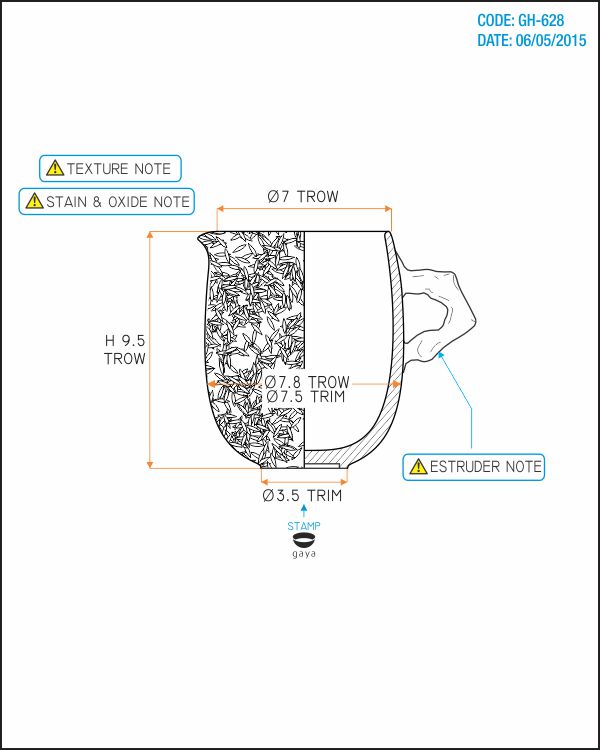 CODE: GH-628
DATE: 06/05/2015
TEXTURE NOTE
STAIN & OXIDE NOTE
Ø7 TROW
H 9.5
TROW
Ø7.8 TROW
Ø7.5 TRIM
ESTRUDER NOTE
Ø3.5 TRIM
STAMP
gaya